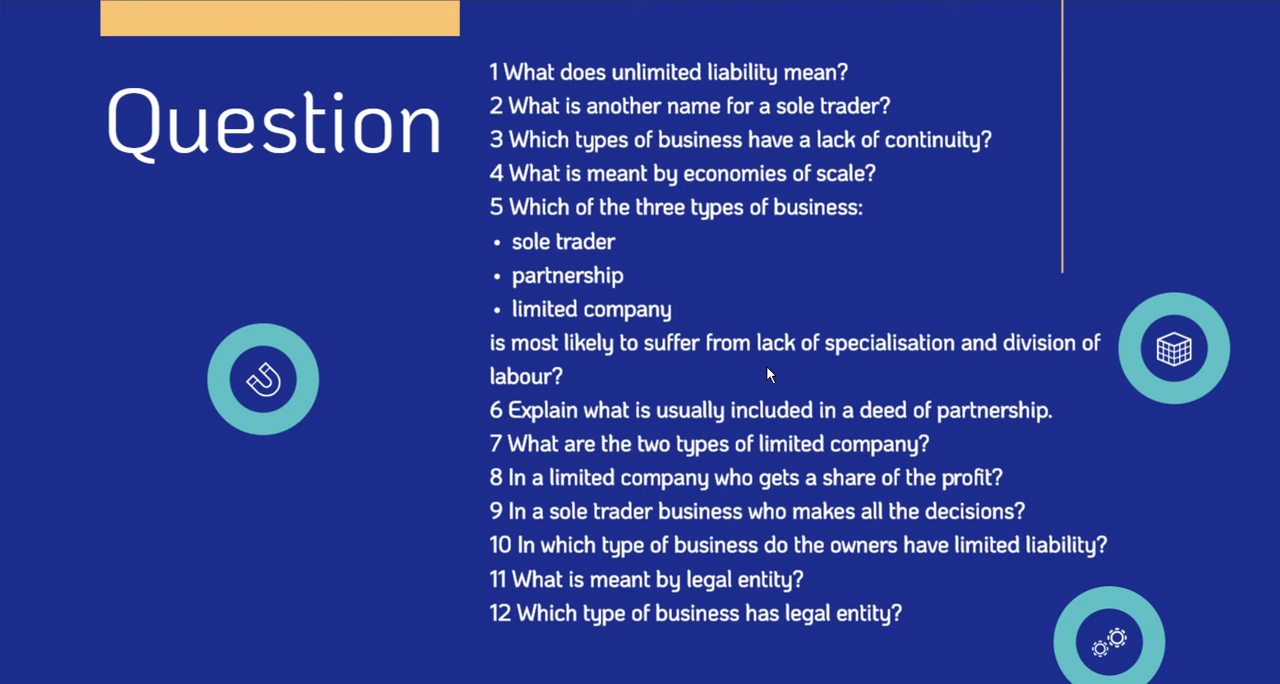 Question
1 What does unlimited liability mean?
2 What is another name for a sole trader?
3 Which types of business have a lack of continuity?
4 What is meant by economies of scale?
5 Which of the three types of business:
• sole trader
• partnership
• limited company
is most likely to suffer from lack of specialisation and division of
labour?
6 Explain what is usually included in a deed of partnership.
7 What are the two types of limited company?
8 In a limited company who gets a share of the profit?
9 In a sole trader business who makes all the decisions?
10 In which type of business do the owners have limited liability?
11 What is meant by legal entity?
12 Which type of business has legal entity?